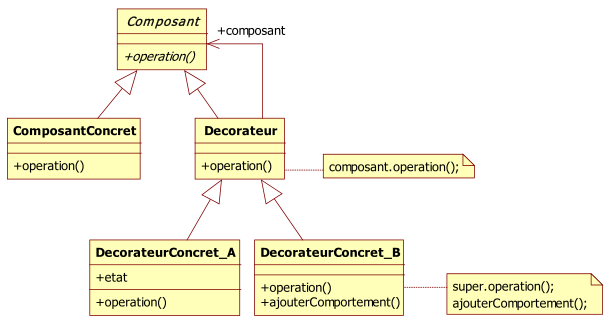 Composant
+composant
+operation()
ComposantConcret
+operation()
Decorateur
+operation()
composant.operation();
DecorateurConcret_A
+etat
+operation()
DecorateurConcret_B
+operation()
+ajouterComportement()
super.operation();
ajouterComportement();